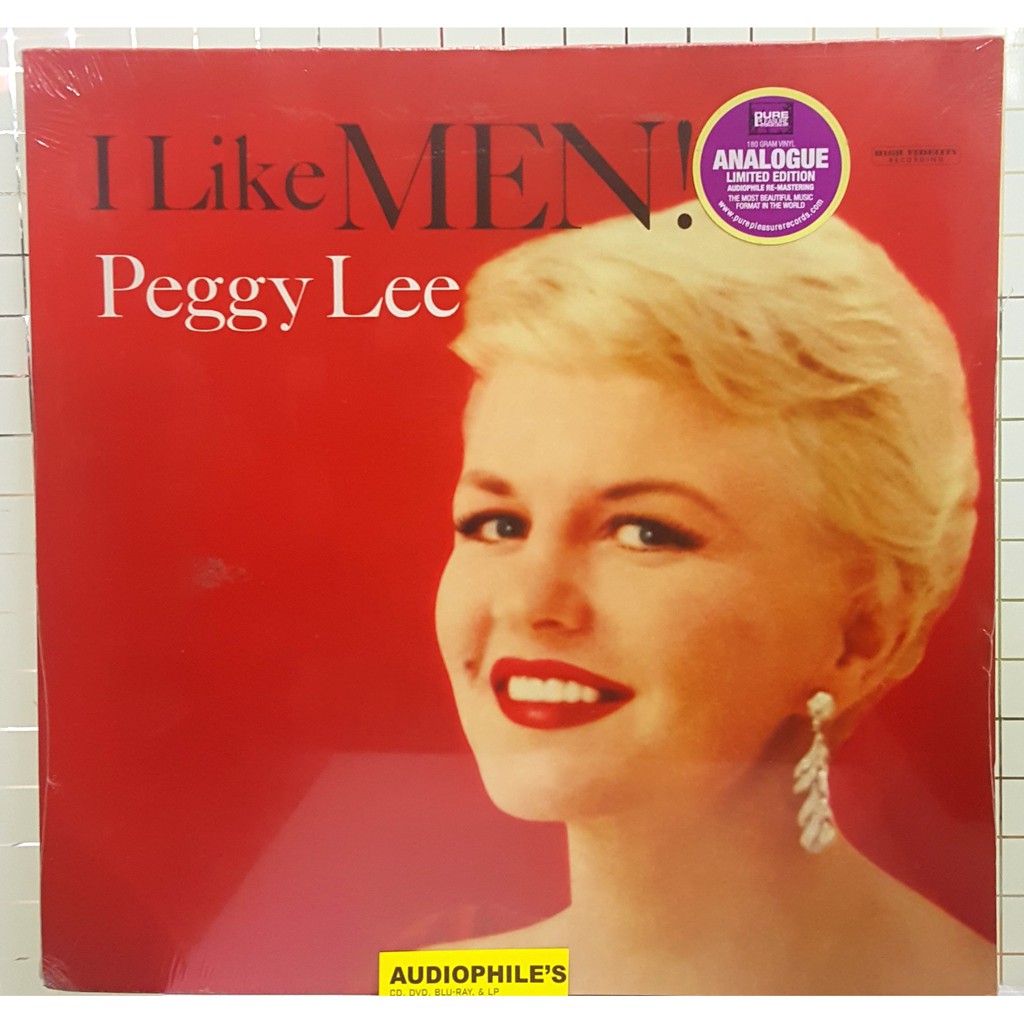 I Like MEN!
Peggy Lee
PURE
180 GRAM VINYL
ANALOGUE
LIMITED EDITION
AUDIOPHILE RE-MASTERING
THE MOST BEAUTIFUL MUSIC
FORMAT IN THE WORLD
www.purepleasurerecords.com
HIGH FIDELITY
RECORDING
AUDIOPHILE'S
CD, DVD, BLU-RAY, & LP